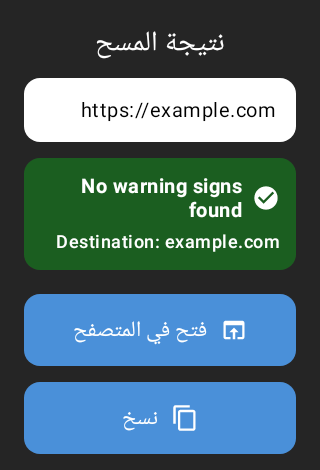 نتيجة المسح
https://example.com
No warning signs
found
Destination: example.com
فتح في المتصفح
نسخ